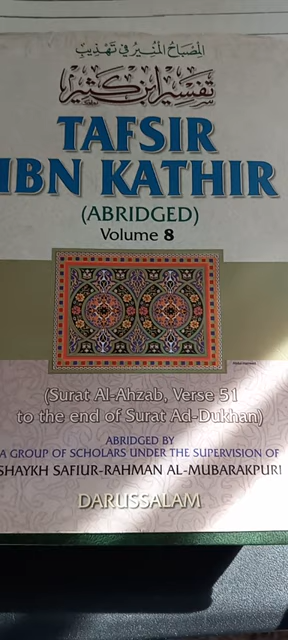 المصباح المنير في تهذيب
تفسير ابن كثير
TAFSIR
IBN KATHIR
(ABRIDGED)
Volume 8
(Surat Al-Ahzab, Verse 51
to the end of Surat Ad-Dukhan)
ABRIDGED BY
A GROUP OF SCHOLARS UNDER THE SUPERVISION OF
SHAYKH SAFIUR-RAHMAN AL-MUBARAKPURI
DARUSSALAM